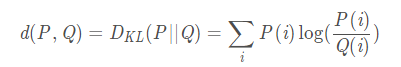 d(P, Q) = D_{KL}(P||Q) = \sum_i P(i) log(\frac{P(i)}{Q(i)})